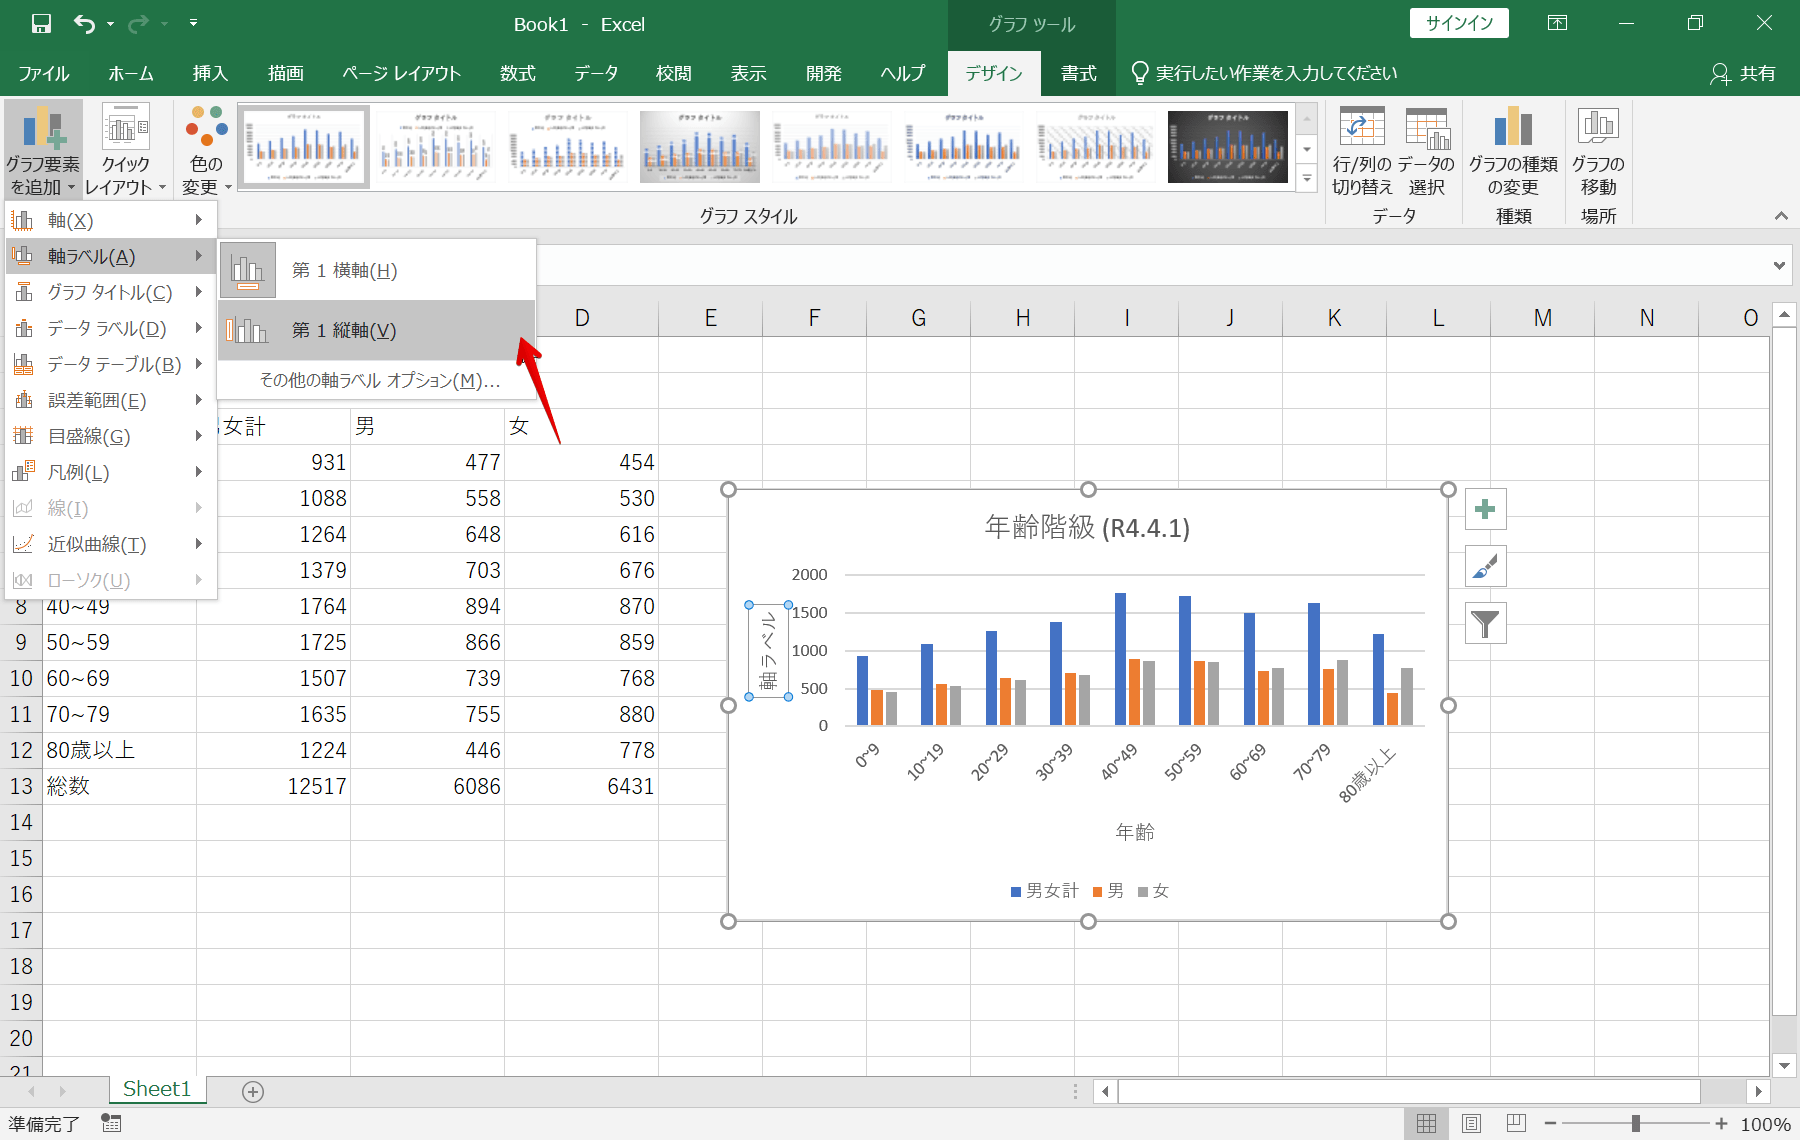 Book1 - Excel
グラフ ツール
サインイン
ファイル
ホーム
挿入
描画
ページ レイアウト
数式
データ
校閲
表示
開発
ヘルプ
デザイン
書式
実行したい作業を入力してください
共有
グラフ要素
を追加
クイック
レイアウト
色の
変更
グラフ スタイル
行/列の
切り替え
データの
選択
データ
グラフの種類
の変更
種類
グラフの
移動
場所
軸(X)
軸ラベル(A)
グラフ タイトル(C)
データ ラベル(D)
データ テーブル(B)
誤差範囲(E)
目盛線(G)
凡例(L)
線(I)
近似曲線(T)
ローソク(U)
第 1 横軸(H)
第 1 縦軸(V)
その他の軸ラベル オプション(M)...
D E F G H I J K L M N O
男女計 男 女
931 477 454
1088 558 530
1264 648 616
1379 703 676
8 40~49 1764 894 870
9 50~59 1725 866 859
10 60~69 1507 739 768
11 70~79 1635 755 880
12 80歳以上 1224 446 778
13 総数 12517 6086 6431
14
15
16
17
18
19
20
21
年齢階級 (R4.4.1)
2000
1500
1000
500
0
軸ラベル
0~9 10~19 20~29 30~39 40~49 50~59 60~69 70~79 80歳以上
年齢
男女計 男 女
Sheet1
準備完了
100%